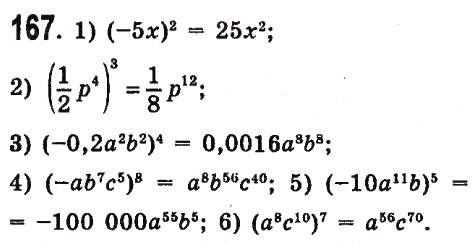 167. 1) (−5x)² = 25x²;
2) (1/2 p⁴)³ = 1/8 p¹²;
3) (−0,2a²b²)⁴ = 0,0016a⁸b⁸;
4) (−ab⁷c⁵)⁸ = a⁸b⁵⁶c⁴⁰; 5) (−10a¹¹b)⁵ =
= −100 000a⁵⁵b⁵; 6) (a⁸c¹⁰)⁷ = a⁵⁶c⁷⁰.